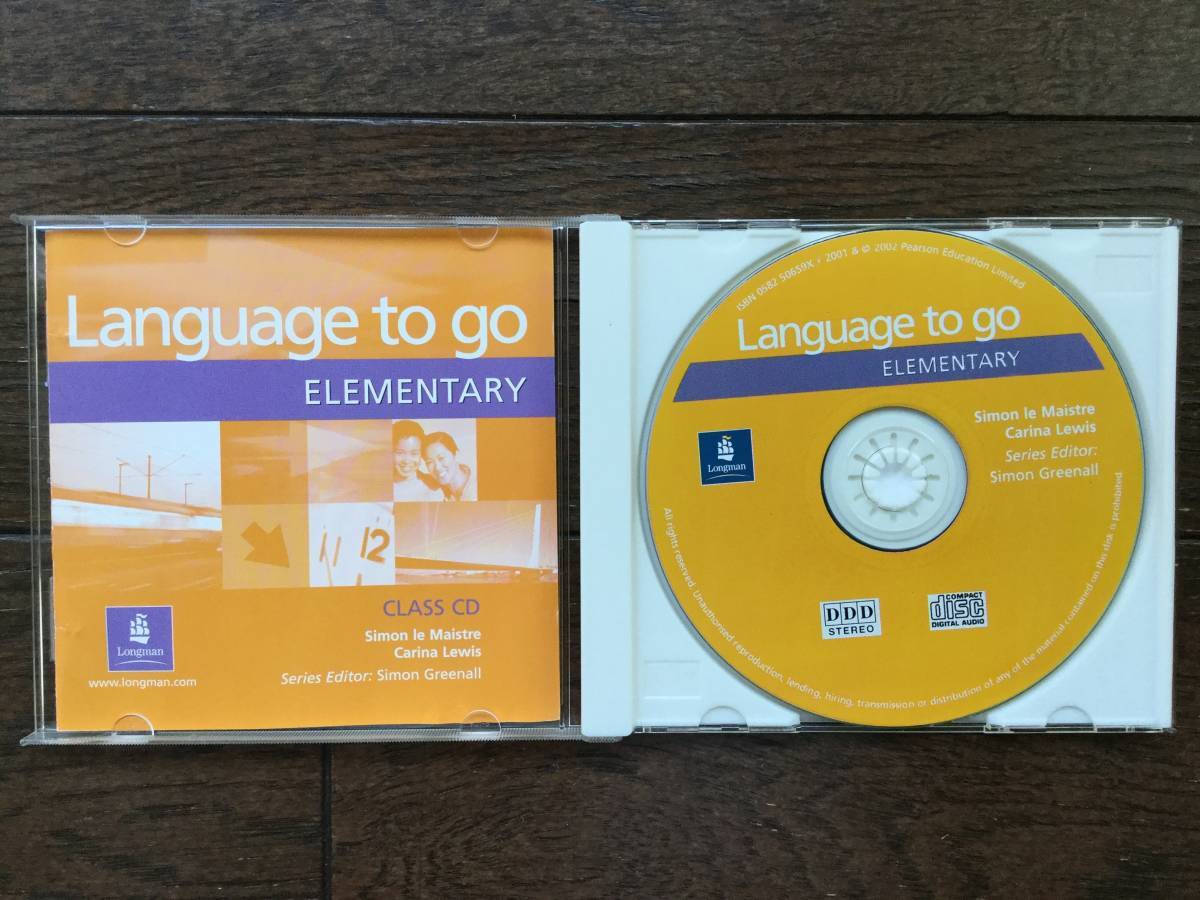 Language to go
ELEMENTARY
12
CLASS CD
Simon le Maistre
Carina Lewis
Series Editor: Simon Greenall
Longman
www.longman.com
ISBN 0582 50659X ℗ 2001 & © 2002 Pearson Education Limited
Language to go
ELEMENTARY
Simon le Maistre
Carina Lewis
Series Editor:
Simon Greenall
Longman
DDD
STEREO
COMPACT
disc
DIGITAL AUDIO
All rights reserved. Unauthorised reproduction, lending, hiring, transmission or distribution of any of the material contained on this disk is prohibited